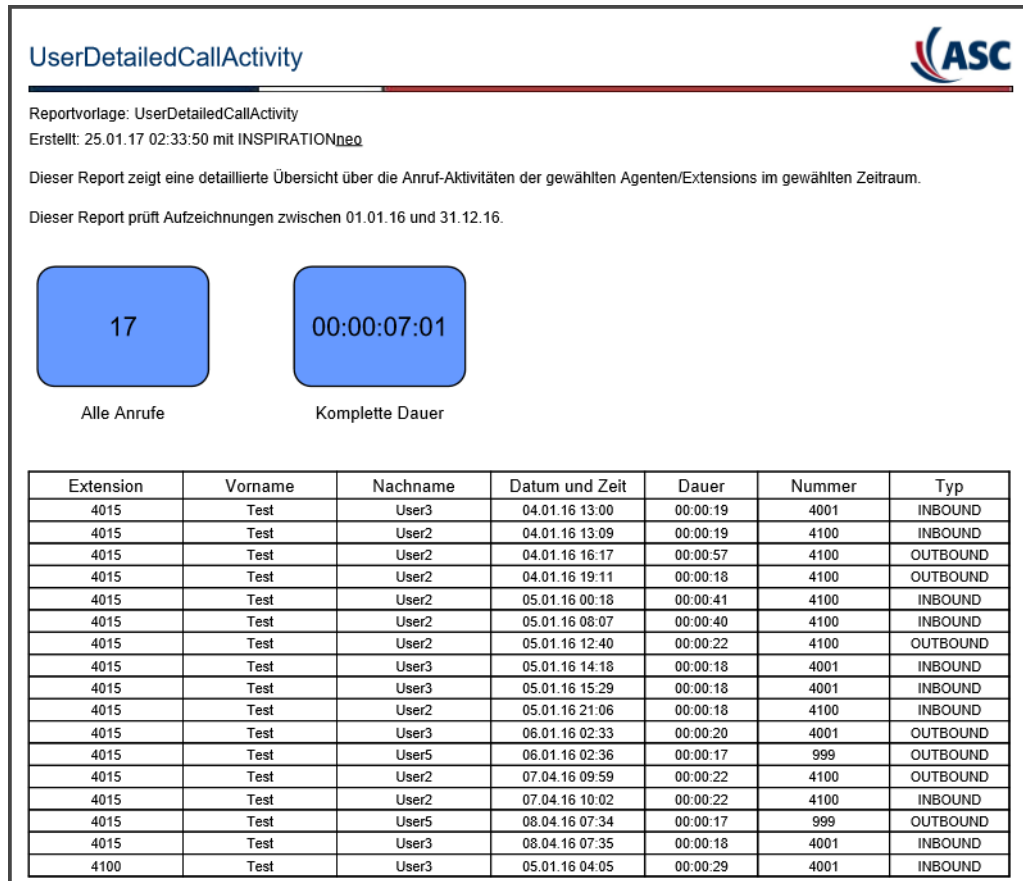 UserDetailedCallActivity
ASC
Reportvorlage: UserDetailedCallActivity
Erstellt: 25.01.17 02:33:50 mit INSPIRATIONneo
Dieser Report zeigt eine detaillierte Übersicht über die Anruf-Aktivitäten der gewählten Agenten/Extensions im gewählten Zeitraum.
Dieser Report prüft Aufzeichnungen zwischen 01.01.16 und 31.12.16.
17 00:00:07:01
Alle Anrufe Komplette Dauer
Extension Vorname Nachname Datum und Zeit Dauer Nummer Typ
4015 Test User3 04.01.16 13:00 00:00:19 4001 INBOUND
4015 Test User2 04.01.16 13:09 00:00:19 4100 INBOUND
4015 Test User2 04.01.16 16:17 00:00:57 4100 OUTBOUND
4015 Test User2 04.01.16 19:11 00:00:18 4100 OUTBOUND
4015 Test User2 05.01.16 00:18 00:00:41 4100 INBOUND
4015 Test User2 05.01.16 08:07 00:00:40 4100 INBOUND
4015 Test User2 05.01.16 12:40 00:00:22 4100 OUTBOUND
4015 Test User3 05.01.16 14:18 00:00:18 4001 INBOUND
4015 Test User3 05.01.16 15:29 00:00:18 4001 INBOUND
4015 Test User2 05.01.16 21:06 00:00:18 4100 INBOUND
4015 Test User3 06.01.16 02:33 00:00:20 4001 OUTBOUND
4015 Test User5 06.01.16 02:36 00:00:17 999 OUTBOUND
4015 Test User2 07.04.16 09:59 00:00:22 4100 OUTBOUND
4015 Test User2 07.04.16 10:02 00:00:22 4100 INBOUND
4015 Test User5 08.04.16 07:34 00:00:17 999 OUTBOUND
4015 Test User3 08.04.16 07:35 00:00:18 4001 INBOUND
4100 Test User3 05.01.16 04:05 00:00:29 4001 INBOUND